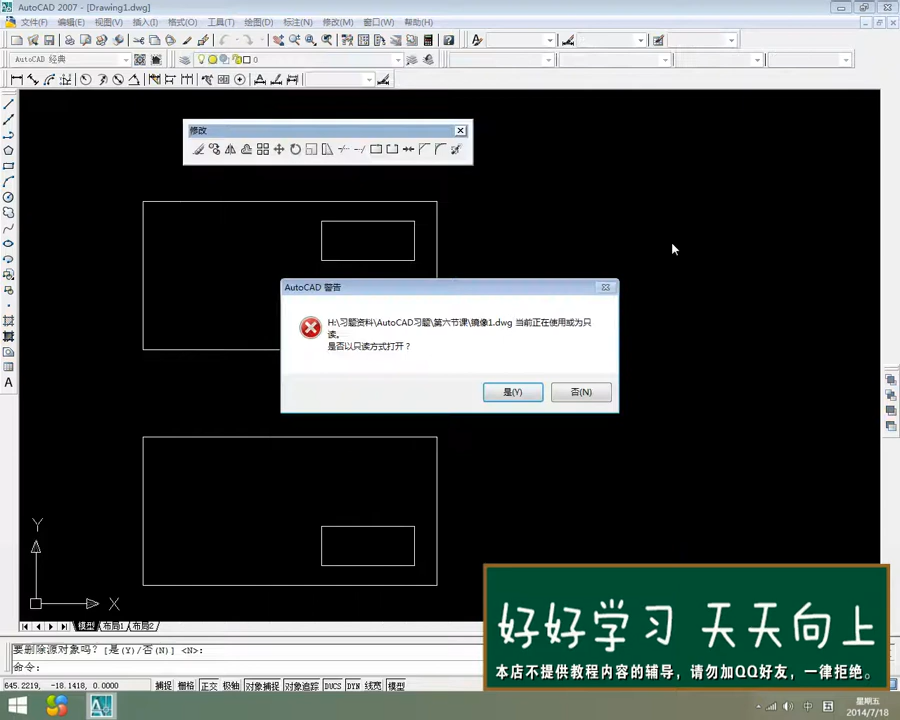 AutoCAD 2007 - [Drawing1.dwg]
文件(F) 编辑(E) 视图(V) 插入(I) 格式(O) 工具(T) 绘图(D) 标注(N) 修改(M) 窗口(W) 帮助(H)
AutoCAD 经典
0
修改
AutoCAD 警告
H:\习题资料\AutoCAD习题\第六节课\镜像1.dwg 当前正在使用或为只
读。
是否以只读方式打开？
是(Y) 否(N)
Y
X
模型 布局1 布局2
要删除源对象吗？[是(Y)/否(N)] <N>:
命令:
645.2219, -18.1418, 0.0000
捕捉 栅格 正交 极轴 对象捕捉 对象追踪 DUCS DYN 线宽 模型
好好学习 天天向上
本店不提供教程内容的辅导，请勿加QQ好友，一律拒绝。
中
五
星期五
2014/7/18